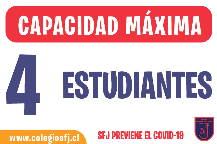 CAPACIDAD MÁXIMA
4 ESTUDIANTES
www.colegiosfj.cl
SFJ PREVIENE EL COVID-19